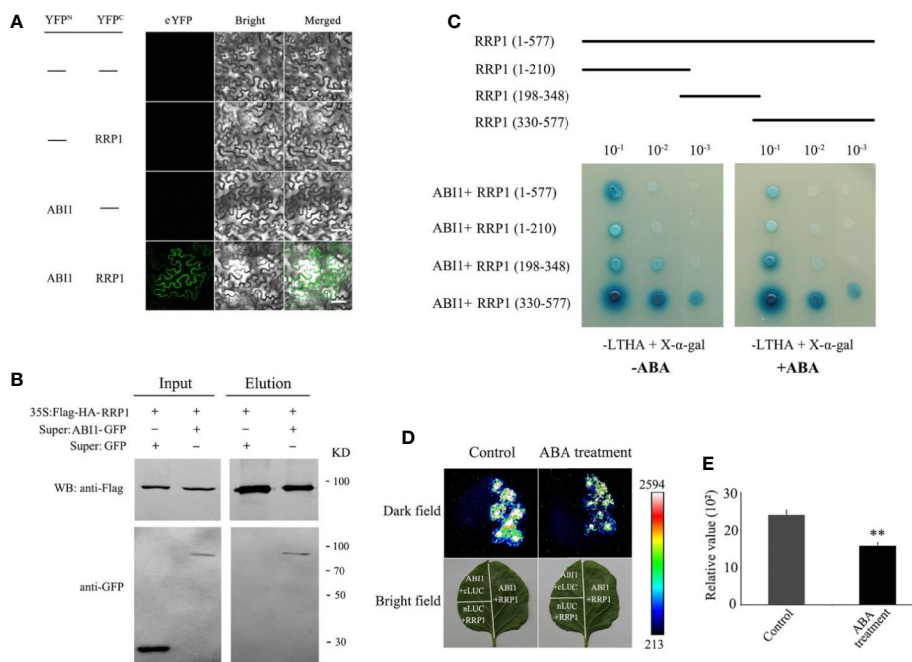 A
YFPᴺ YFPᶜ eYFP Bright Merged
— —
— RRP1
ABI1 —
ABI1 RRP1
B
Input Elution
35S:Flag-HA-RRP1 + + + +
Super:ABI1-GFP − + − +
Super:GFP + − + −
KD
WB: anti-Flag
- 100
anti-GFP
- 100
- 70
- 50
- 30
C
RRP1 (1-577)
RRP1 (1-210)
RRP1 (198-348)
RRP1 (330-577)
10⁻¹ 10⁻² 10⁻³ 10⁻¹ 10⁻² 10⁻³
ABI1+ RRP1 (1-577)
ABI1+ RRP1 (1-210)
ABI1+ RRP1 (198-348)
ABI1+ RRP1 (330-577)
-LTHA + X-α-gal -LTHA + X-α-gal
-ABA +ABA
D
Control ABA treatment
Dark field
2594
213
Bright field
ABI1 +cLUC
ABI1 +RRP1
nLUC +RRP1
ABI1 +cLUC
ABI1 +RRP1
nLUC +RRP1
E
Relative value (10²)
30
20
10
0
**
Control
ABA treatment